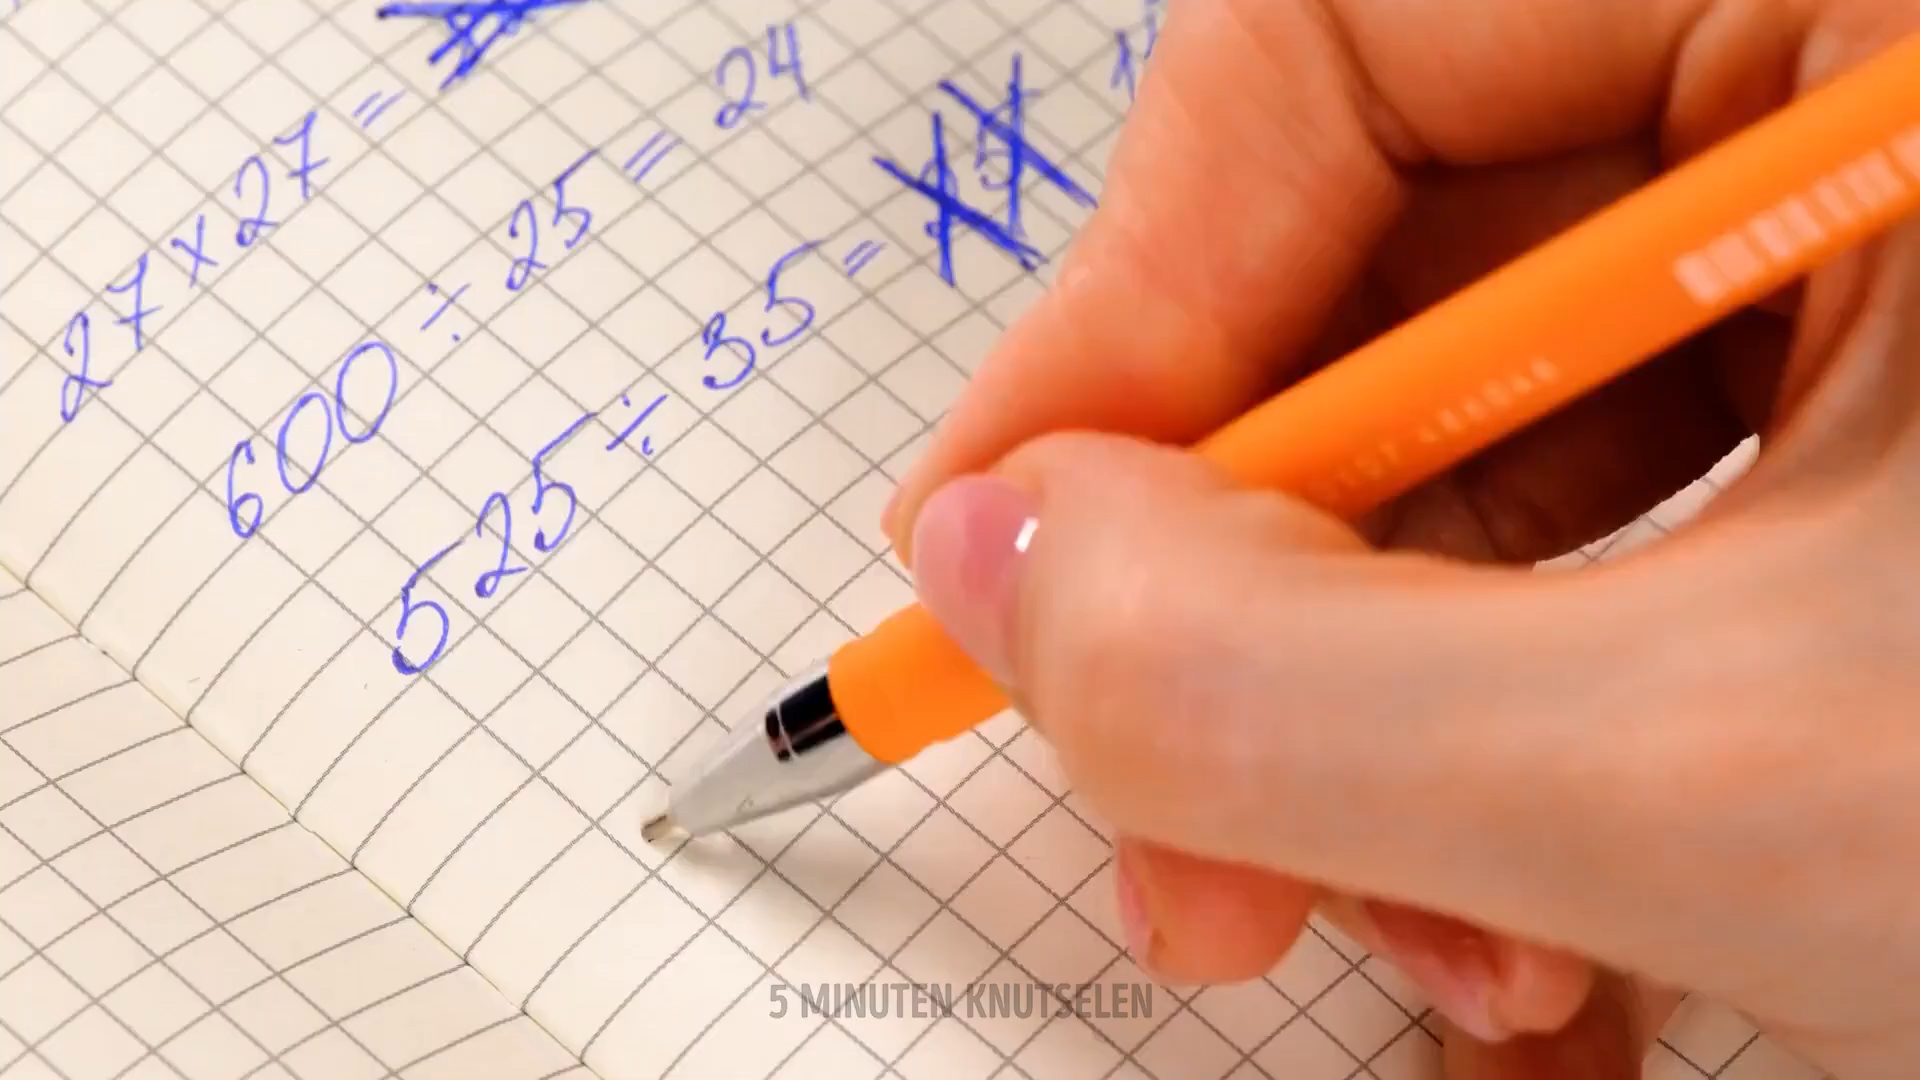 27 x 27 =
600 ÷ 25 = 24
525 ÷ 35 =
5 MINUTEN KNUTSELEN